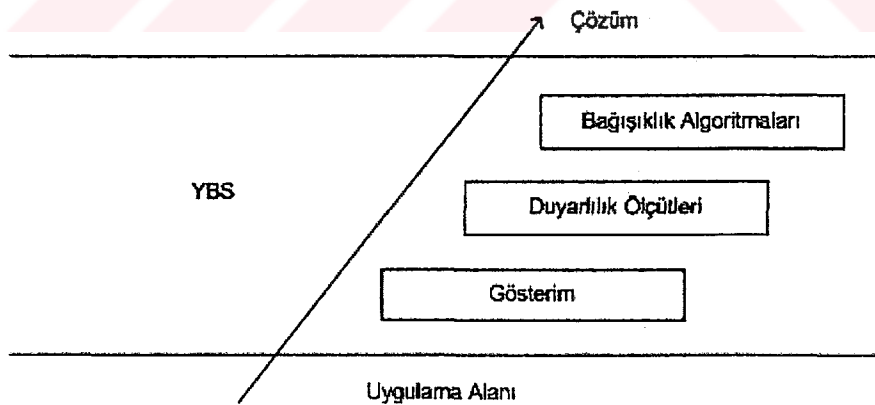 Çözüm
Bağışıklık Algoritmaları
YBS
Duyarlılık Ölçütleri
Gösterim
Uygulama Alanı